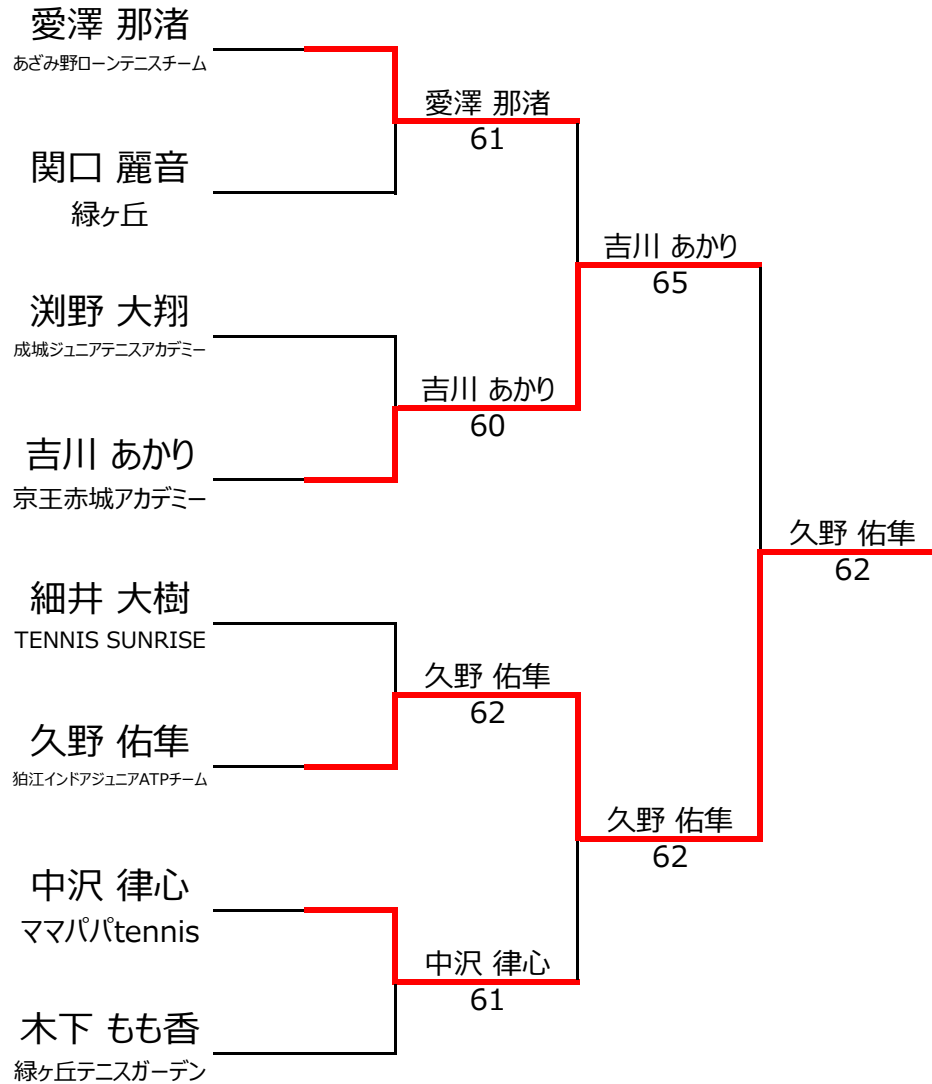 愛澤 那渚
あざみ野ローンテニスチーム
愛澤 那渚
61
関口 麗音
緑ヶ丘
吉川 あかり
65
渕野 大翔
成城ジュニアテニスアカデミー
吉川 あかり
60
吉川 あかり
京王赤城アカデミー
久野 佑隼
62
細井 大樹
TENNIS SUNRISE
久野 佑隼
62
久野 佑隼
狛江インドアジュニアATPチーム
久野 佑隼
62
中沢 律心
ママパパtennis
中沢 律心
61
木下 もも香
緑ヶ丘テニスガーデン